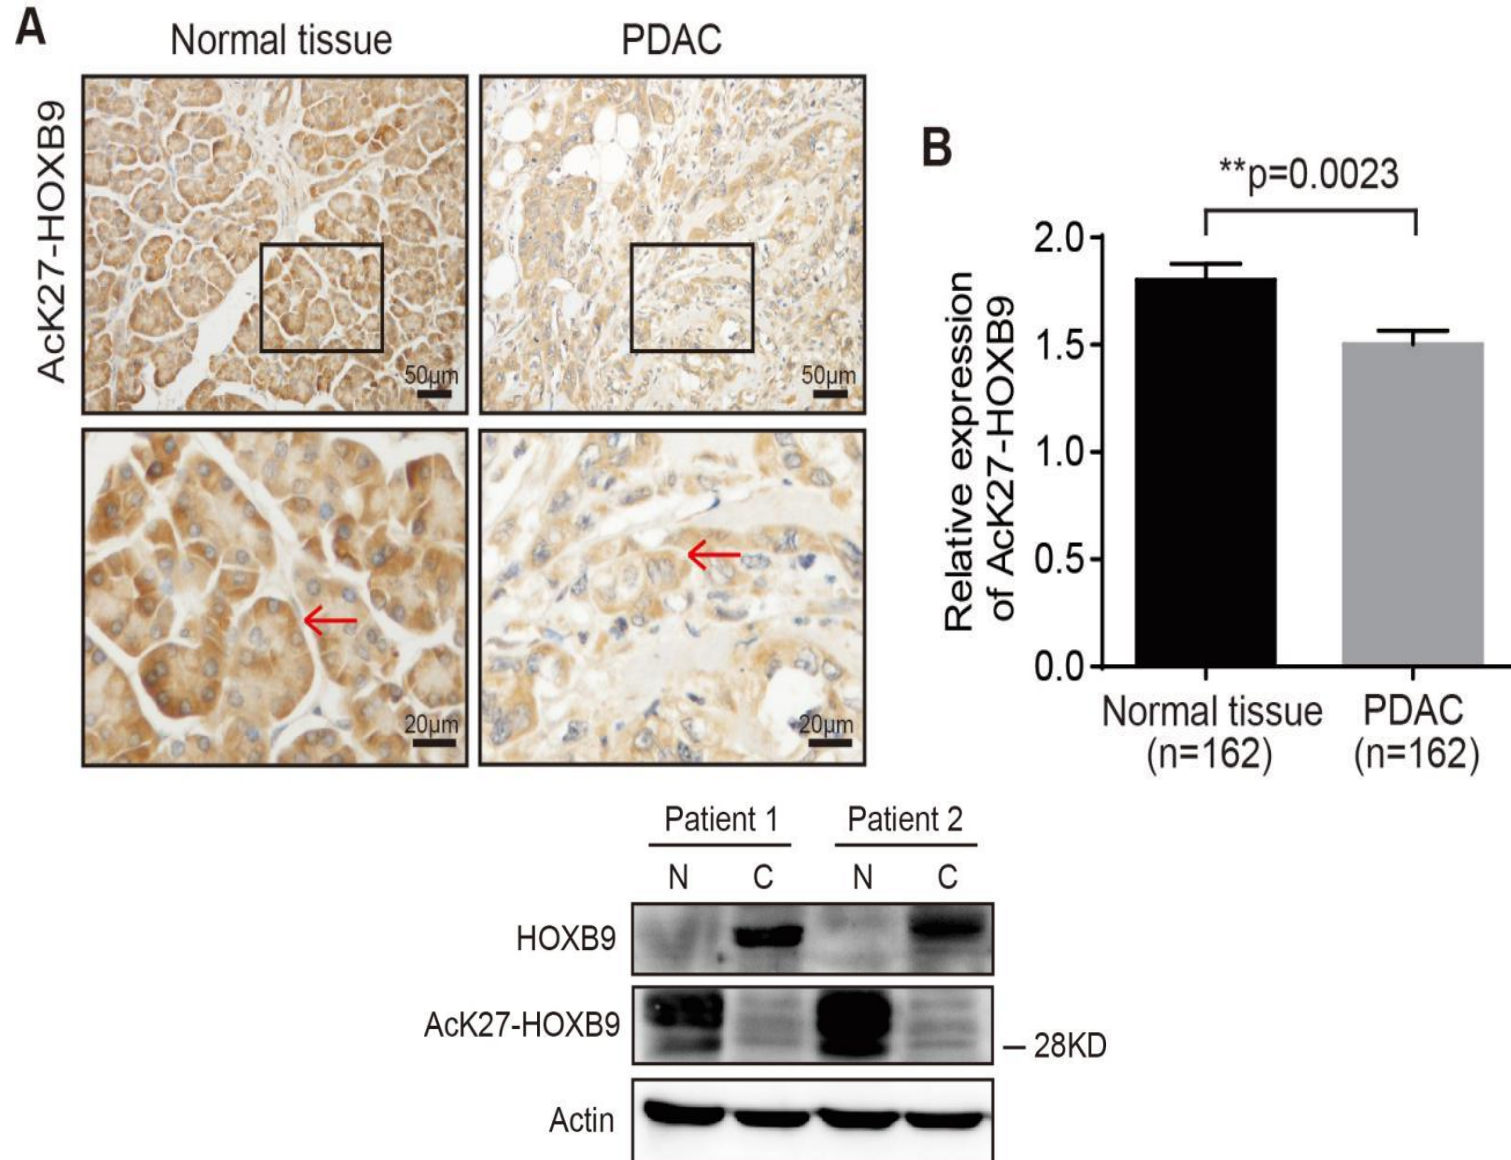 A
Normal tissue
PDAC
AcK27-HOXB9
50μm
50μm
20μm
20μm
B
**p=0.0023
Relative expression
of AcK27-HOXB9
2.0
1.5
1.0
0.5
0.0
Normal tissue
(n=162)
PDAC
(n=162)
Patient 1
Patient 2
N
C
N
C
HOXB9
AcK27-HOXB9
28KD
Actin